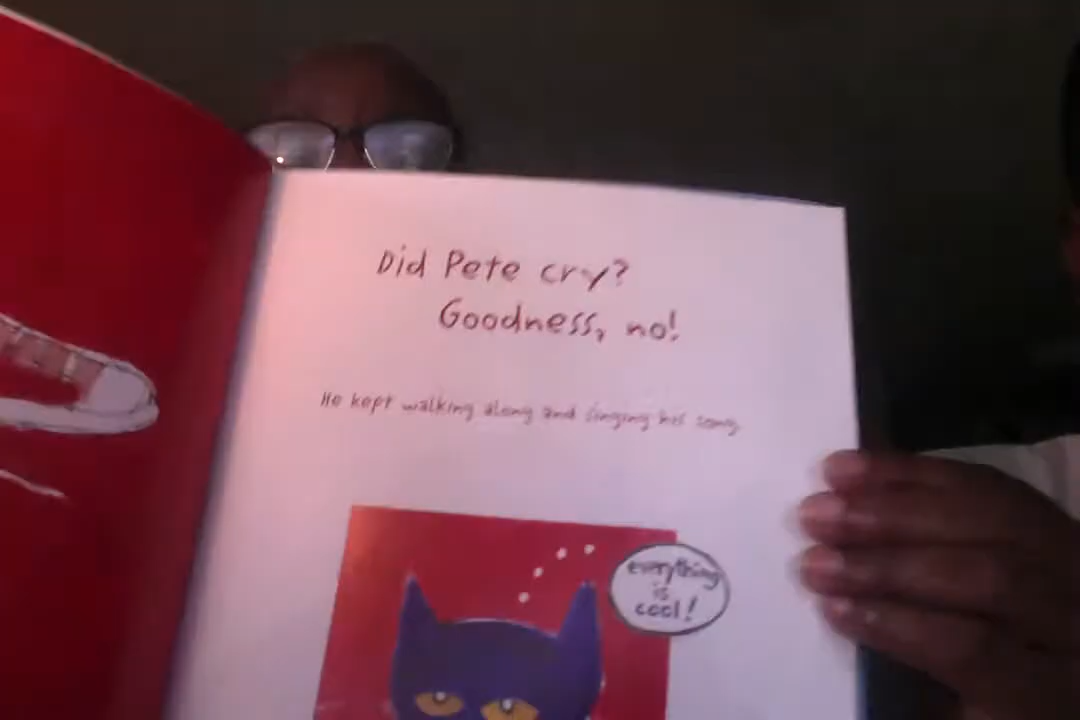 Did Pete cry?
Goodness, no!
He kept walking along and singing his song.
everything
is
cool!